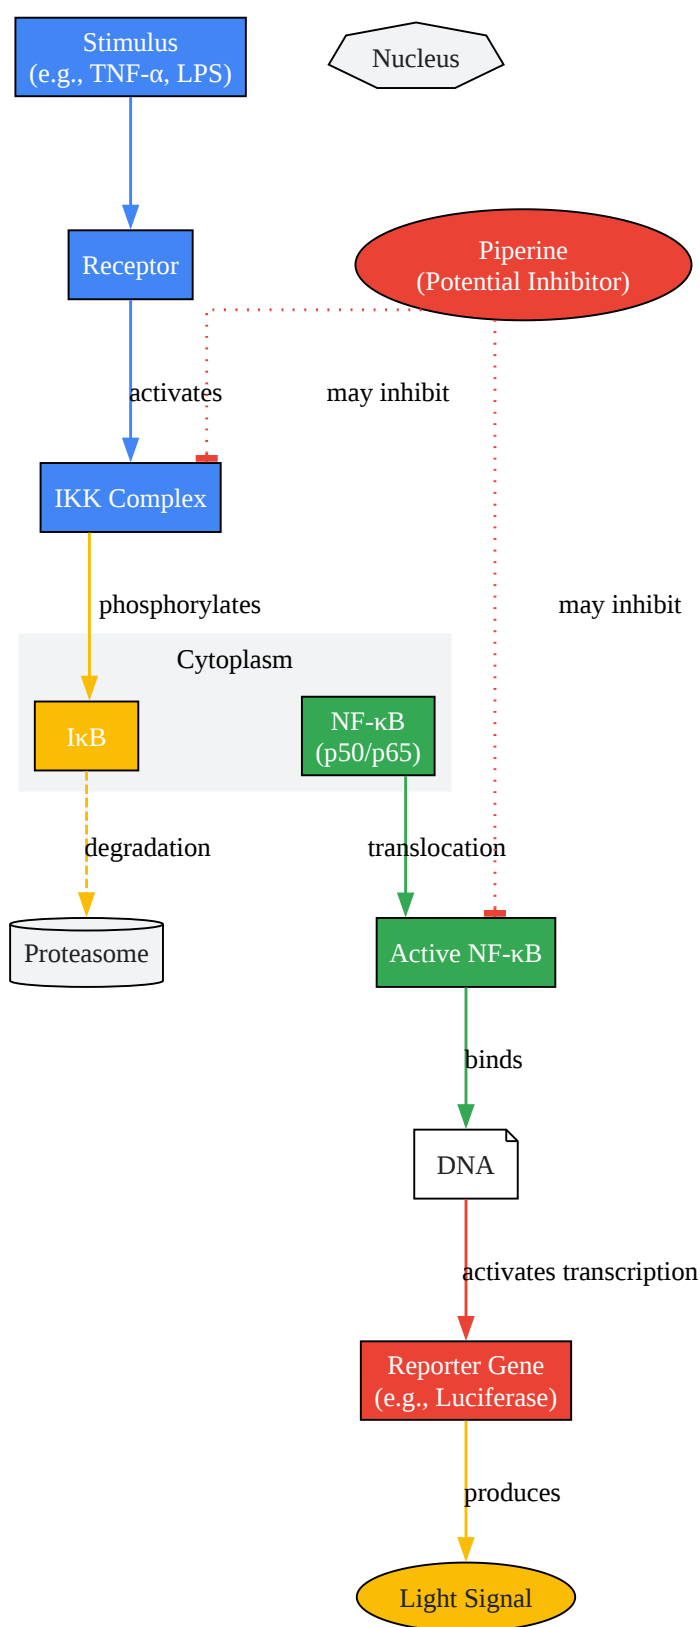 Stimulus
(e.g., TNF-α, LPS)
Nucleus
Receptor
Piperine
(Potential Inhibitor)
activates
may inhibit
IKK Complex
phosphorylates
may inhibit
Cytoplasm
IκB
NF-κB
(p50/p65)
degradation
translocation
Proteasome
Active NF-κB
binds
DNA
activates transcription
Reporter Gene
(e.g., Luciferase)
produces
Light Signal